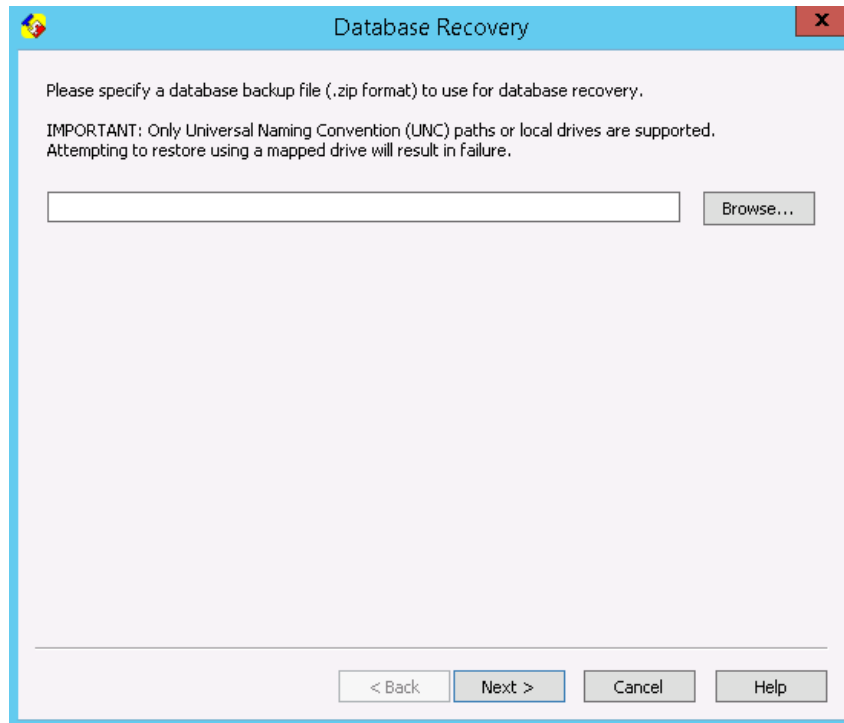 Database Recovery
x
Please specify a database backup file (.zip format) to use for database recovery.
IMPORTANT: Only Universal Naming Convention (UNC) paths or local drives are supported.
Attempting to restore using a mapped drive will result in failure.
Browse...
< Back Next > Cancel Help